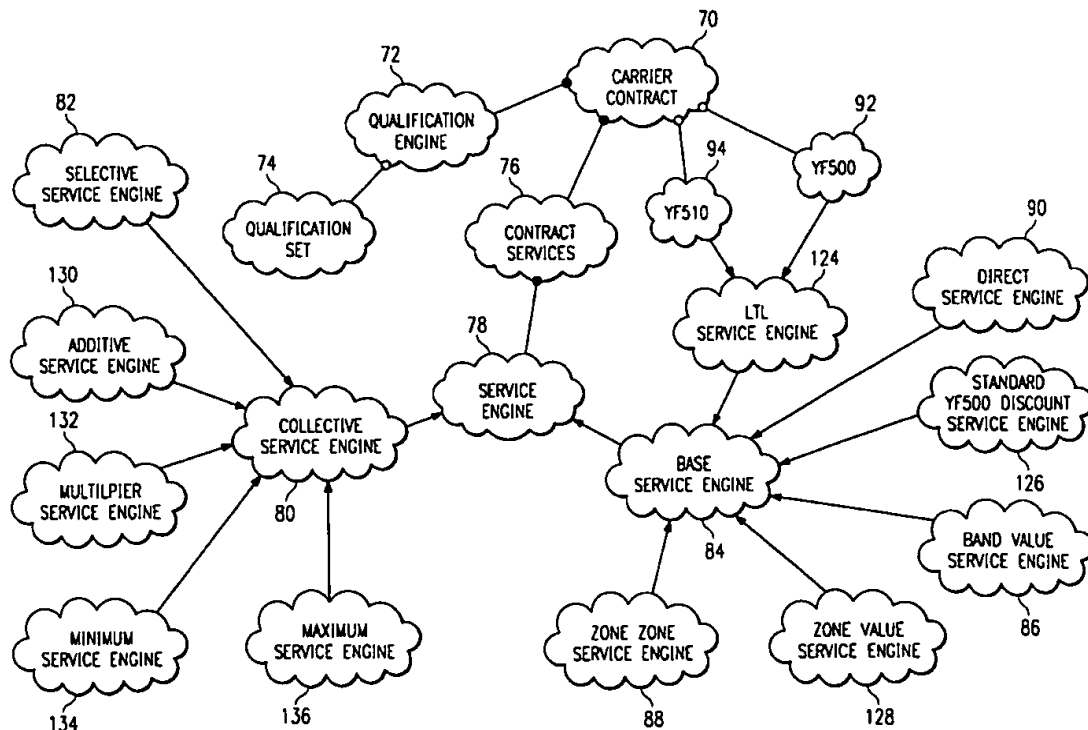 70
CARRIER
CONTRACT
72
QUALIFICATION
ENGINE
82
SELECTIVE
SERVICE ENGINE
74
QUALIFICATION
SET
76
CONTRACT
SERVICES
94
YF510
92
YF500
90
DIRECT
SERVICE ENGINE
124
LTL
SERVICE ENGINE
130
ADDITIVE
SERVICE ENGINE
78
SERVICE
ENGINE
STANDARD
YF500 DISCOUNT
SERVICE ENGINE
126
132
MULTILPIER
SERVICE ENGINE
COLLECTIVE
SERVICE ENGINE
80
BASE
SERVICE ENGINE
84
BAND VALUE
SERVICE ENGINE
86
MINIMUM
SERVICE ENGINE
134
MAXIMUM
SERVICE ENGINE
136
ZONE ZONE
SERVICE ENGINE
88
ZONE VALUE
SERVICE ENGINE
128